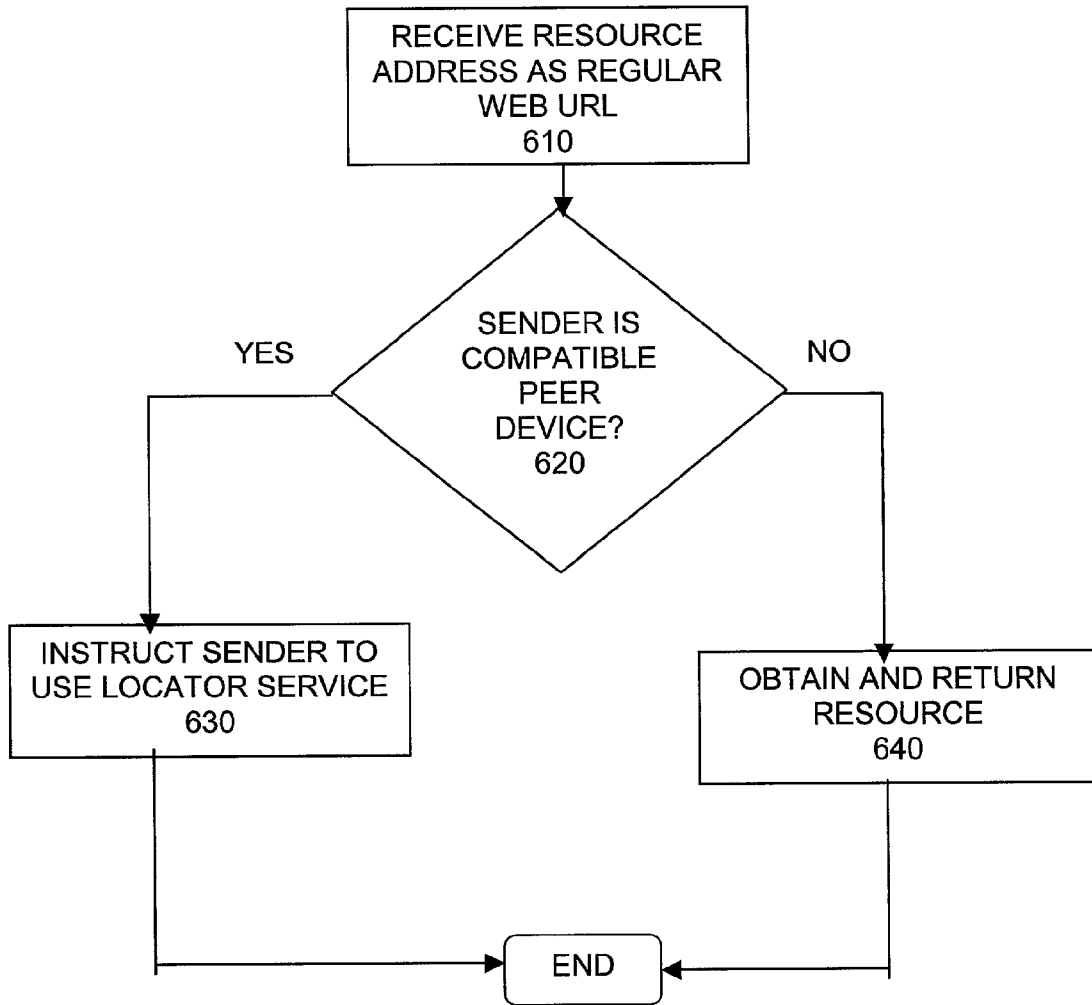 RECEIVE RESOURCE
ADDRESS AS REGULAR
WEB URL
610
SENDER IS
COMPATIBLE
PEER
DEVICE?
620
YES
NO
INSTRUCT SENDER TO
USE LOCATOR SERVICE
630
OBTAIN AND RETURN
RESOURCE
640
END